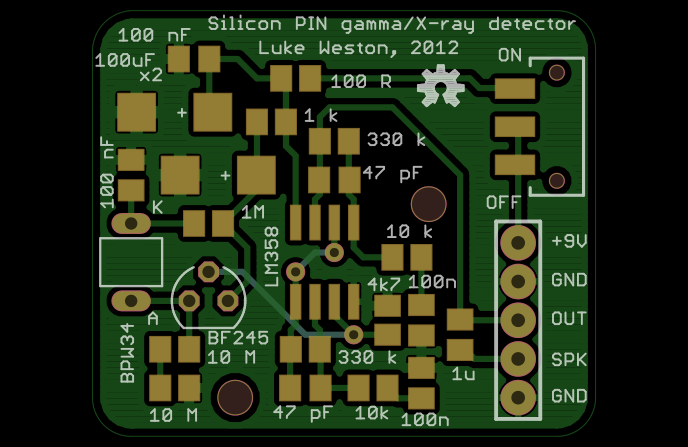 Silicon PIN gamma/X-ray detector
Luke Weston, 2012
100 nF
100uF
x2
ON
100 R
+
1 k
330 k
47 pF
100 nF
+
K
1M
OFF
10 k
LM358
+9V
4k7
100n
GND
OUT
A
BF245
BPW34
10 M
330 k
SPK
1u
GND
10 M
47 pF
10k
100n